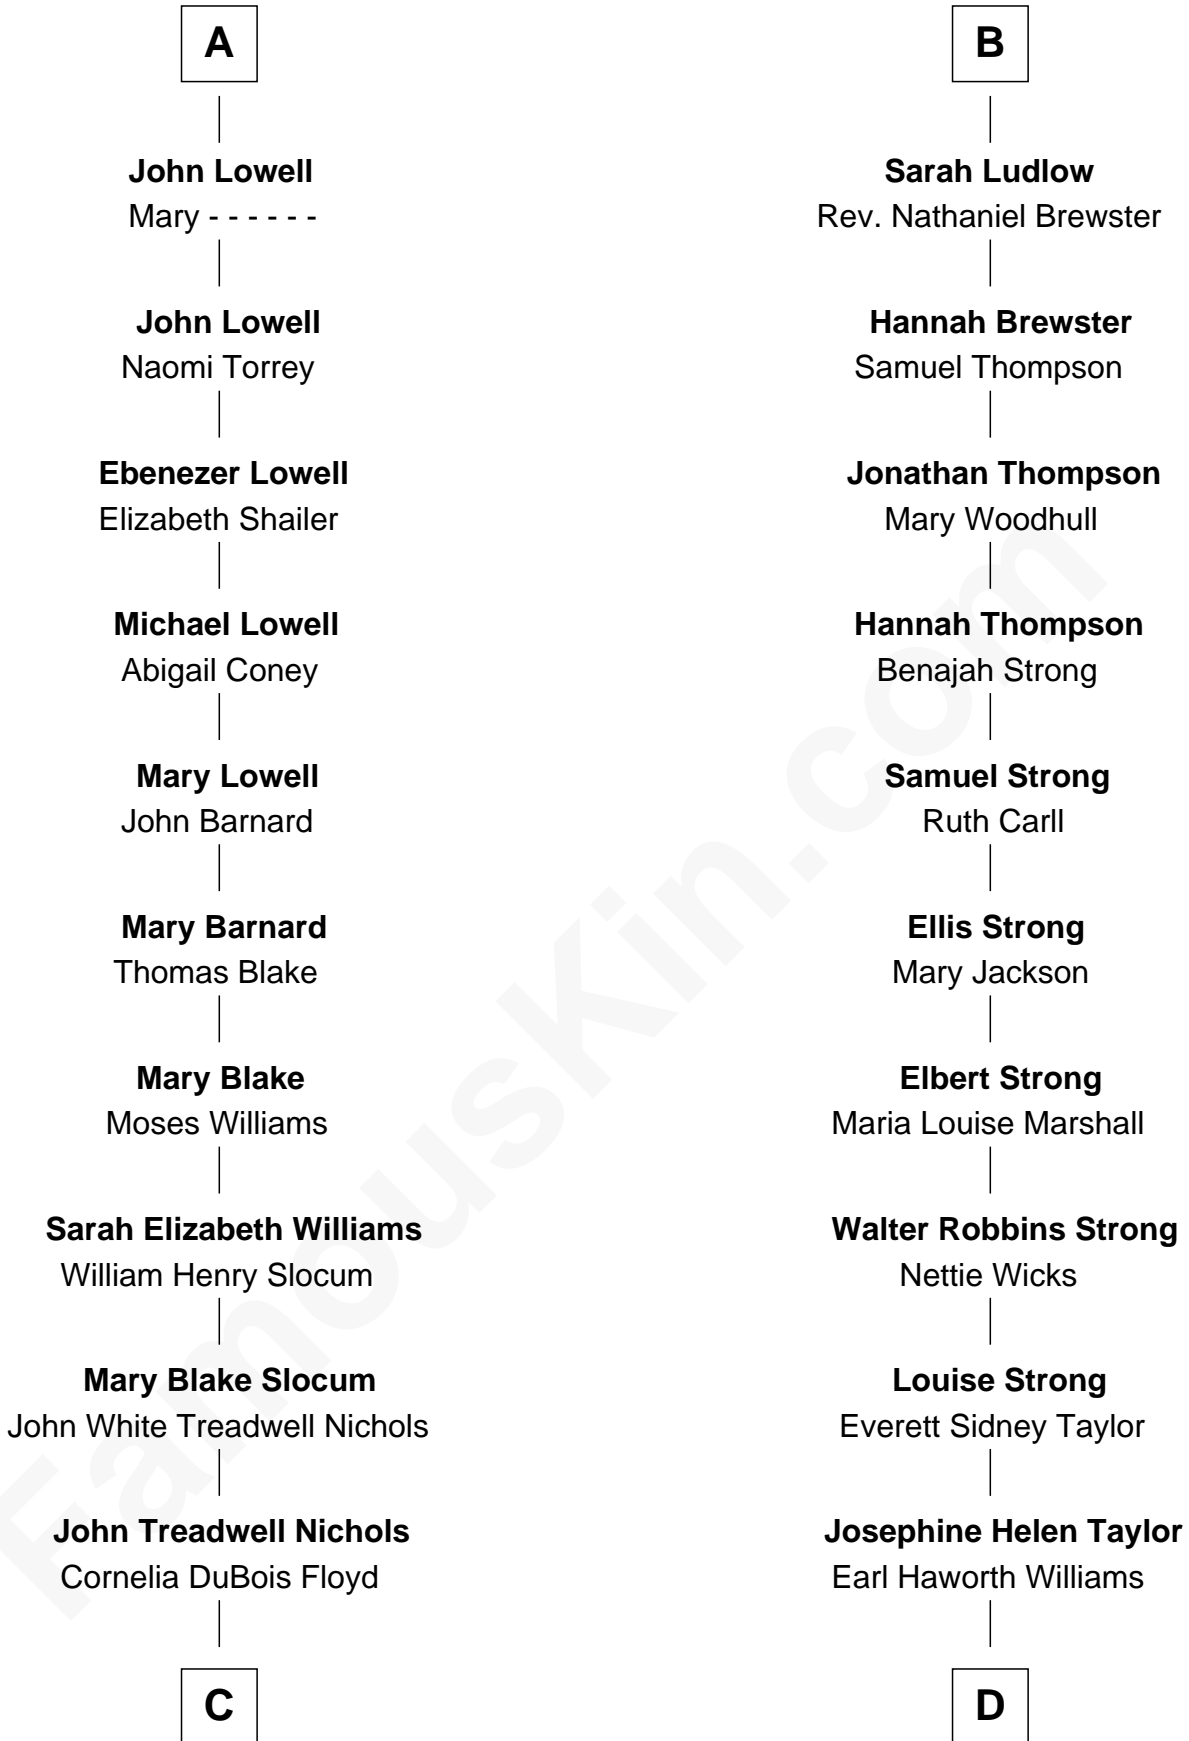 A
John Lowell
Mary - - - - - -
John Lowell
Naomi Torrey
Ebenezer Lowell
Elizabeth Shailer
Michael Lowell
Abigail Coney
Mary Lowell
John Barnard
Mary Barnard
Thomas Blake
Mary Blake
Moses Williams
Sarah Elizabeth Williams
William Henry Slocum
Mary Blake Slocum
John White Treadwell Nichols
John Treadwell Nichols
Cornelia DuBois Floyd
C
B
Sarah Ludlow
Rev. Nathaniel Brewster
Hannah Brewster
Samuel Thompson
Jonathan Thompson
Mary Woodhull
Hannah Thompson
Benajah Strong
Samuel Strong
Ruth Carll
Ellis Strong
Mary Jackson
Elbert Strong
Maria Louise Marshall
Walter Robbins Strong
Nettie Wicks
Louise Strong
Everett Sidney Taylor
Josephine Helen Taylor
Earl Haworth Williams
D
FamousKin.com